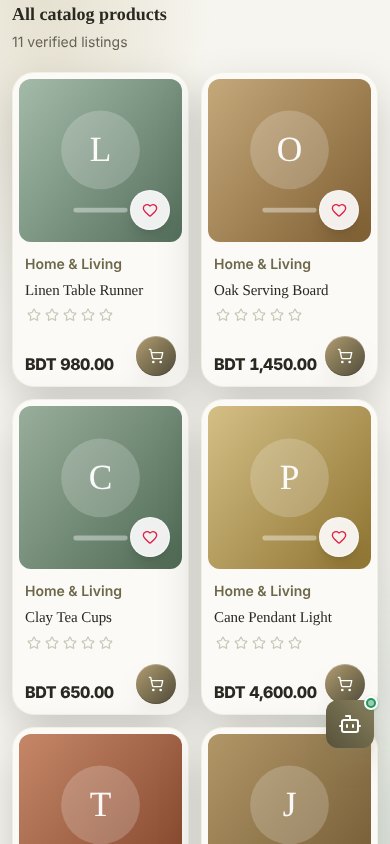 All catalog products
11 verified listings
L
Home & Living
Linen Table Runner
BDT 980.00
O
Home & Living
Oak Serving Board
BDT 1,450.00
C
Home & Living
Clay Tea Cups
BDT 650.00
P
Home & Living
Cane Pendant Light
BDT 4,600.00
T
J